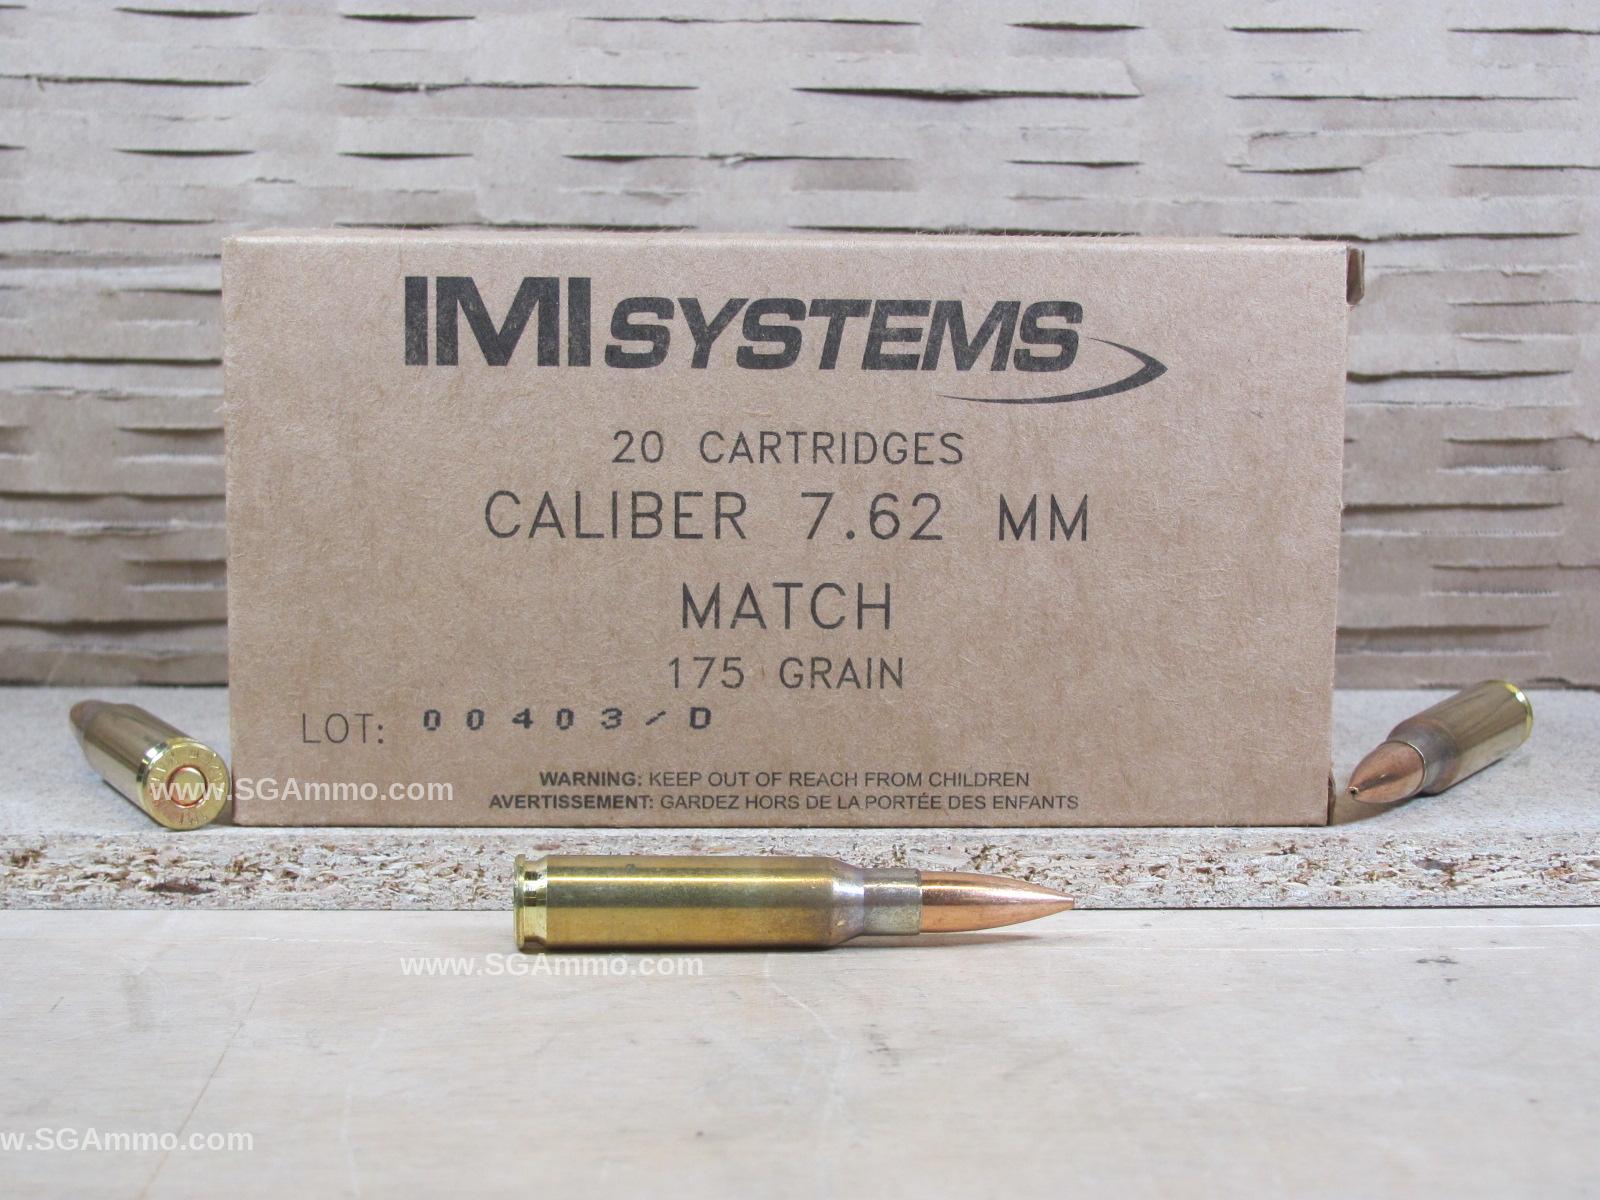 IMI SYSTEMS
20 CARTRIDGES
CALIBER 7.62 MM
MATCH
175 GRAIN
LOT: 00403/D
WARNING: KEEP OUT OF REACH FROM CHILDREN
AVERTISSEMENT: GARDEZ HORS DE LA PORTÉE DES ENFANTS
www.SGAmmo.com
www.SGAmmo.com
w.SGAmmo.com